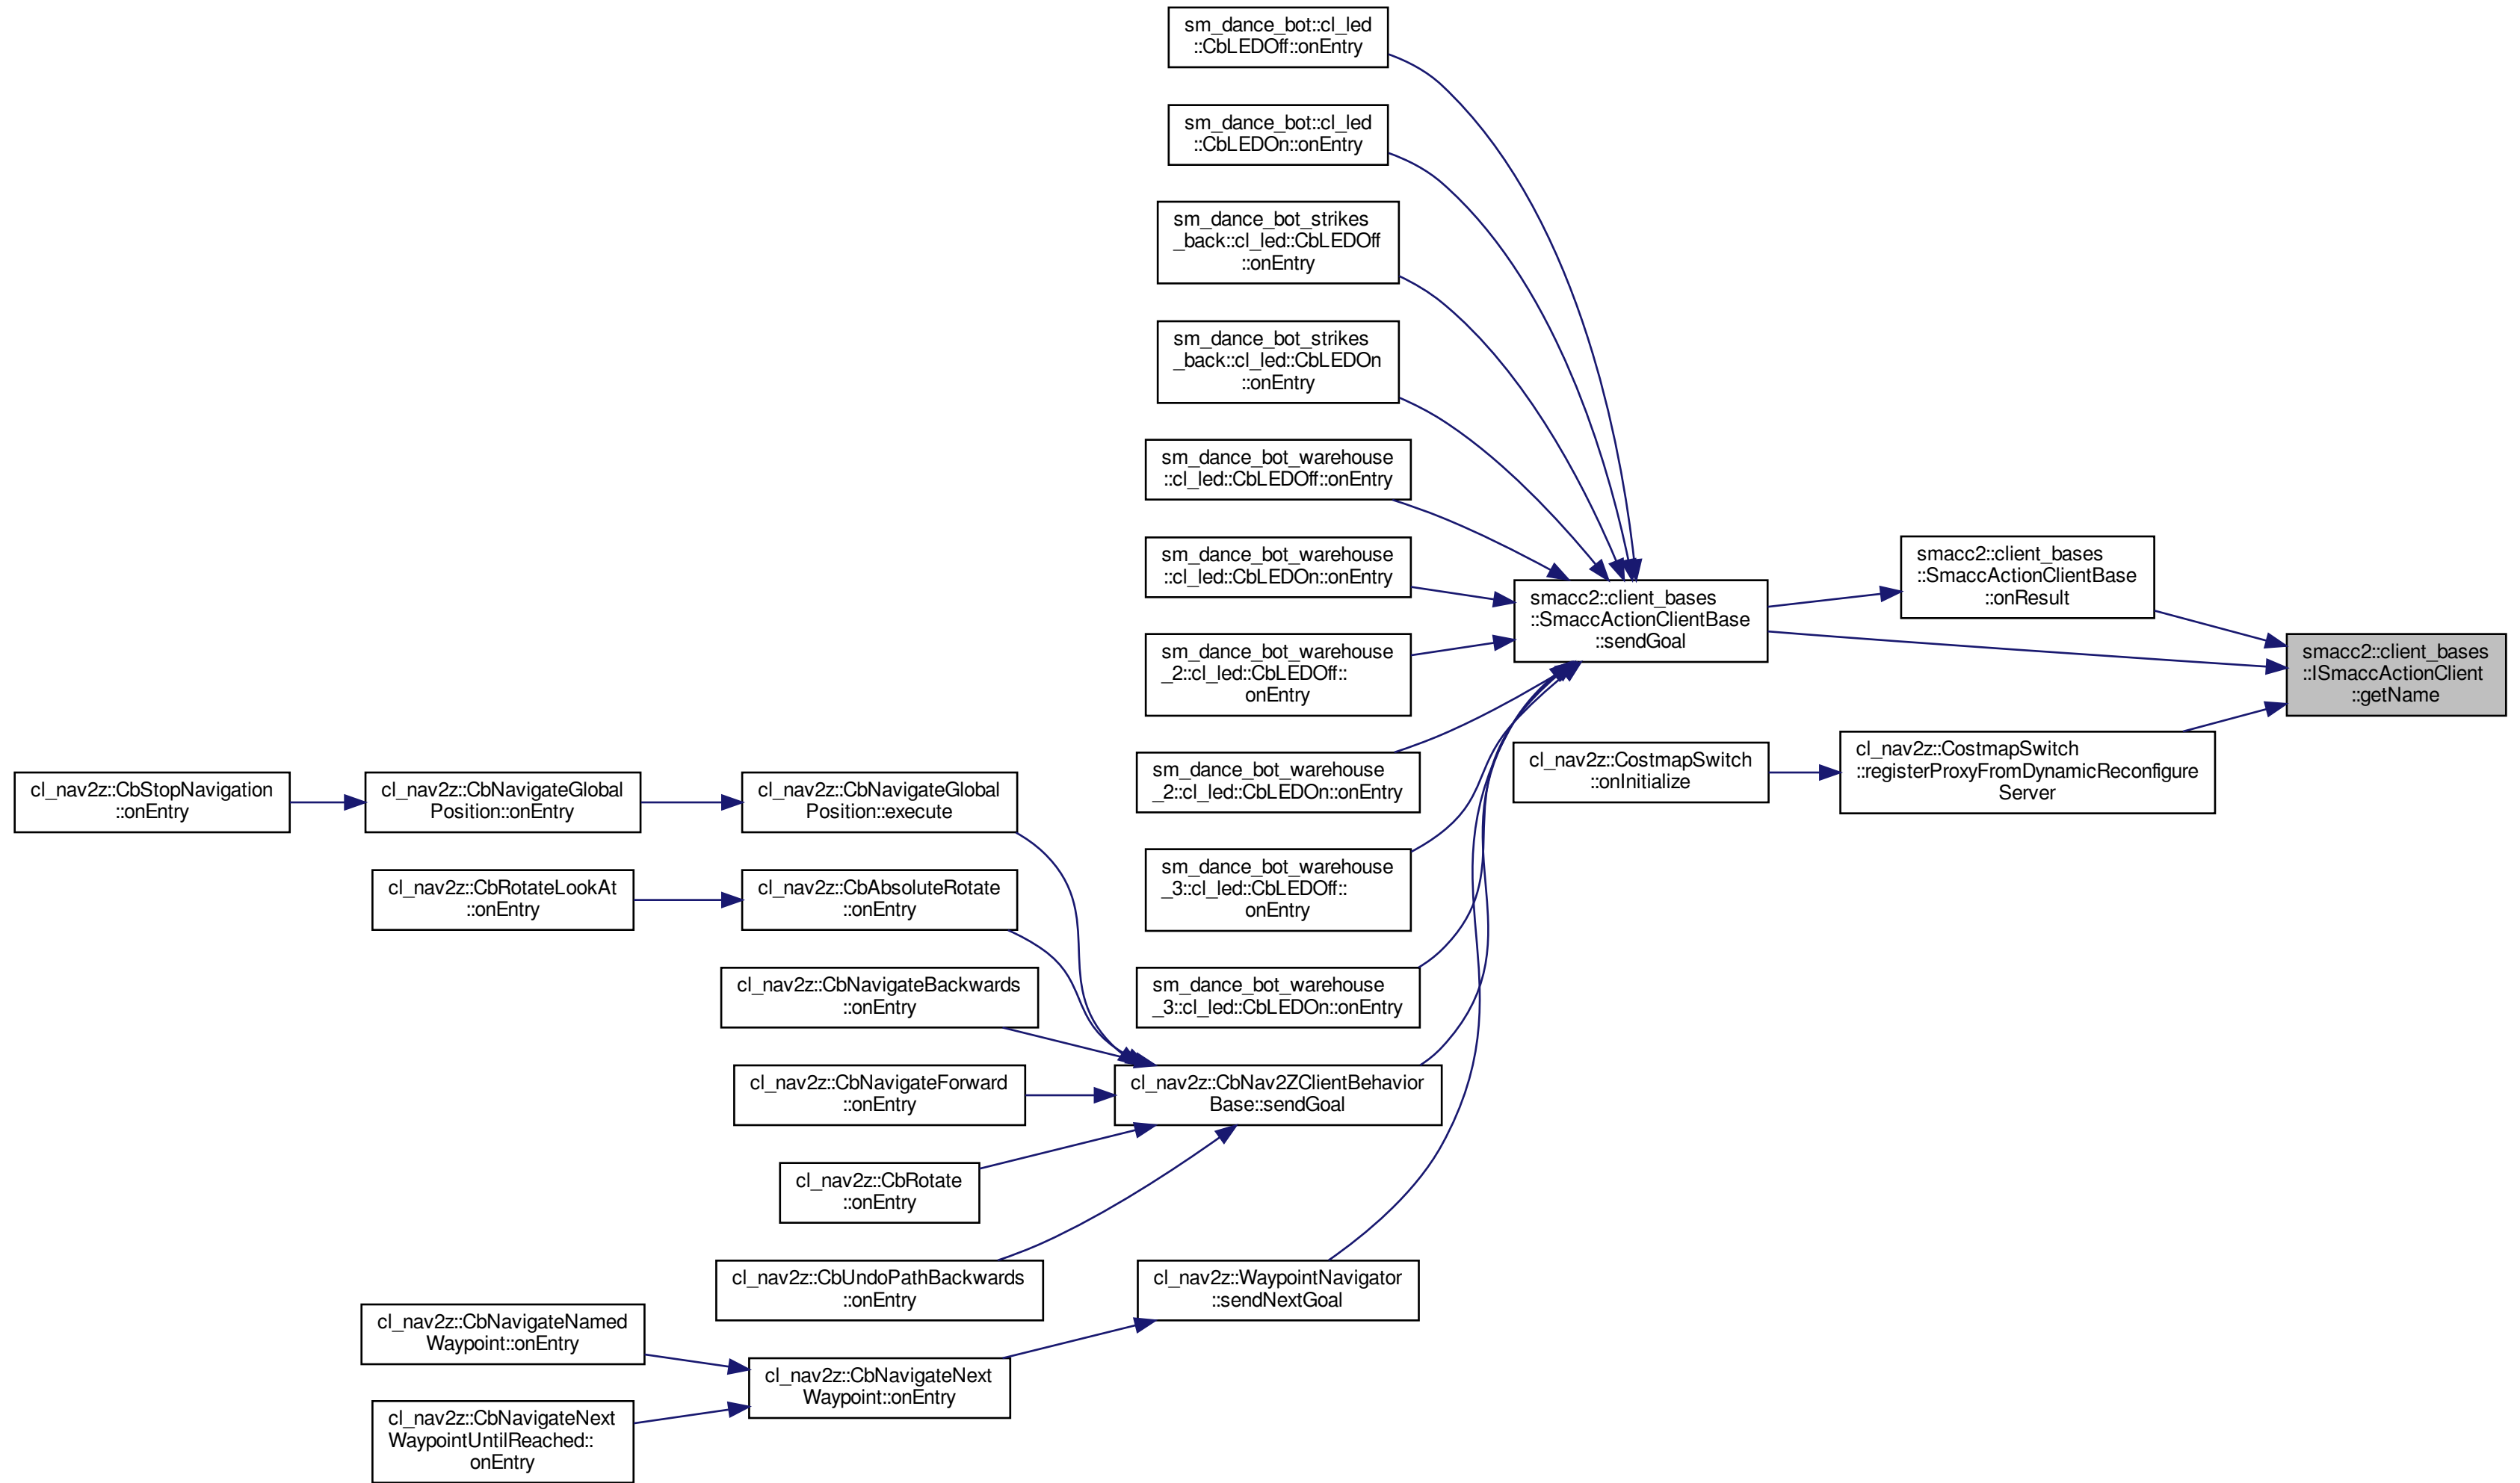 sm_dance_bot::cl_led
::CbLEDOff::onEntry
sm_dance_bot::cl_led
::CbLEDOn::onEntry
sm_dance_bot_strikes
_back::cl_led::CbLEDOff
::onEntry
sm_dance_bot_strikes
_back::cl_led::CbLEDOn
::onEntry
sm_dance_bot_warehouse
::cl_led::CbLEDOff::onEntry
sm_dance_bot_warehouse
::cl_led::CbLEDOn::onEntry
sm_dance_bot_warehouse
_2::cl_led::CbLEDOff::
onEntry
sm_dance_bot_warehouse
_2::cl_led::CbLEDOn::onEntry
sm_dance_bot_warehouse
_3::cl_led::CbLEDOff::
onEntry
sm_dance_bot_warehouse
_3::cl_led::CbLEDOn::onEntry
smacc2::client_bases
::SmaccActionClientBase
::sendGoal
smacc2::client_bases
::SmaccActionClientBase
::onResult
smacc2::client_bases
::ISmaccActionClient
::getName
cl_nav2z::CostmapSwitch
::onInitialize
cl_nav2z::CostmapSwitch
::registerProxyFromDynamicReconfigure
Server
cl_nav2z::CbStopNavigation
::onEntry
cl_nav2z::CbNavigateGlobal
Position::onEntry
cl_nav2z::CbNavigateGlobal
Position::execute
cl_nav2z::CbRotateLookAt
::onEntry
cl_nav2z::CbAbsoluteRotate
::onEntry
cl_nav2z::CbNavigateBackwards
::onEntry
cl_nav2z::CbNavigateForward
::onEntry
cl_nav2z::CbNav2ZClientBehavior
Base::sendGoal
cl_nav2z::CbRotate
::onEntry
cl_nav2z::CbUndoPathBackwards
::onEntry
cl_nav2z::WaypointNavigator
::sendNextGoal
cl_nav2z::CbNavigateNamed
Waypoint::onEntry
cl_nav2z::CbNavigateNext
Waypoint::onEntry
cl_nav2z::CbNavigateNext
WaypointUntilReached::
onEntry